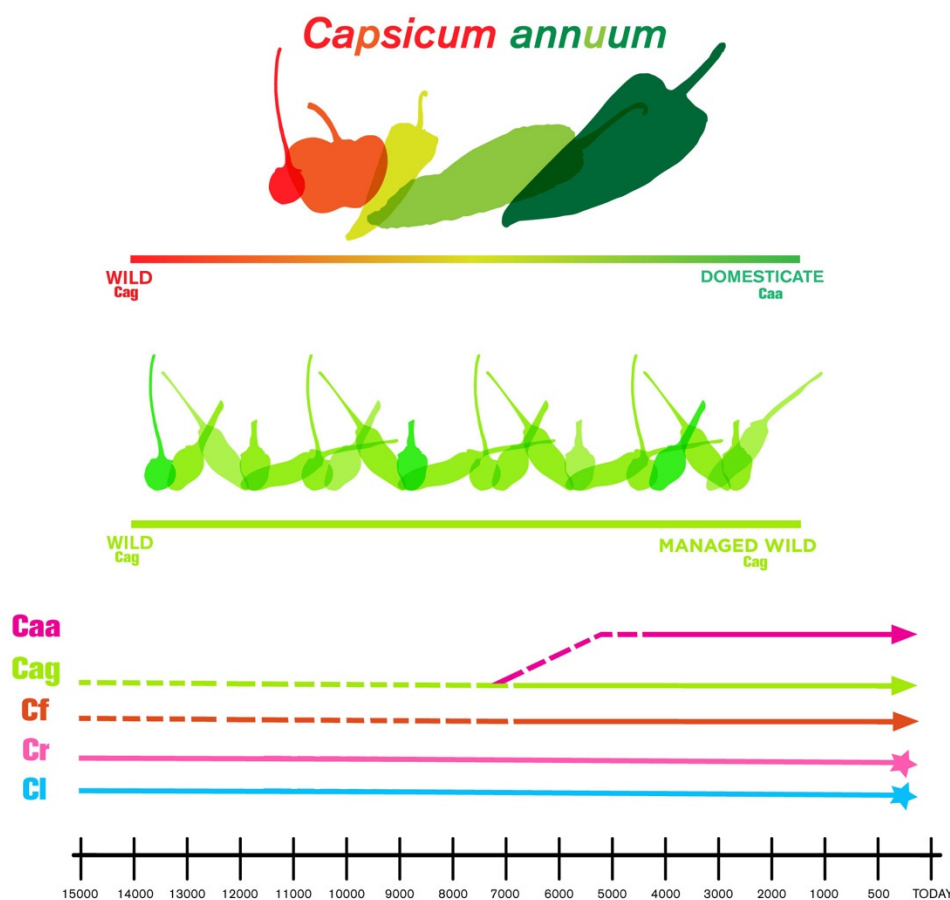 Capsicum annuum
WILD
Cag
DOMESTICATE
Caa
WILD
Cag
MANAGED WILD
Cag
Caa
Cag
Cf
Cr
Cl
15000 14000 13000 12000 11000 10000 9000 8000 7000 6000 5000 4000 3000 2000 1000 500 TODAY